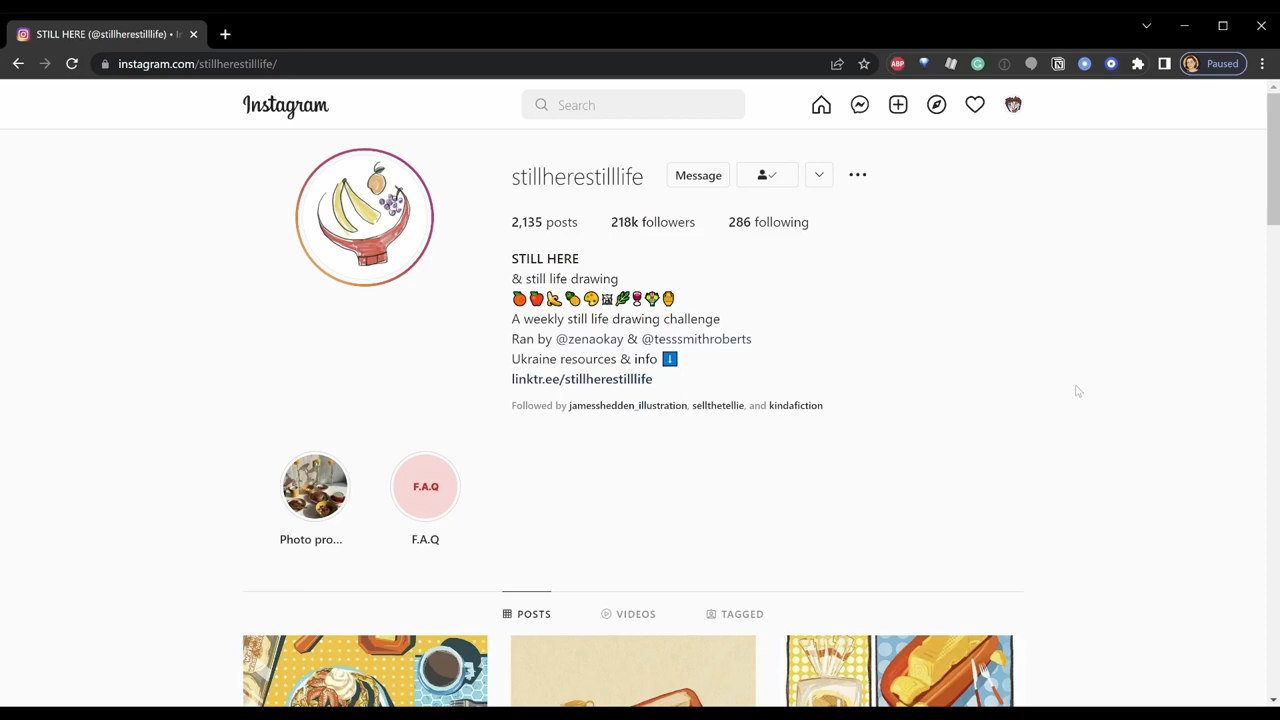 STILL HERE (@stillherestilllife) • I
instagram.com/stillherestilllife/
ABP
Paused
Instagram
Search
stillherestilllife
Message
2,135 posts 218k followers 286 following
STILL HERE
& still life drawing
🍊🍎🍌🍍🎨🖼🌿🍷💐⚱️
A weekly still life drawing challenge
Ran by @zenaokay & @tesssmithroberts
Ukraine resources & info ⬇️
linktr.ee/stillherestilllife
Followed by jamesshedden_illustration, sellthetellie, and kindafiction
F.A.Q
Photo pro... F.A.Q
POSTS VIDEOS TAGGED